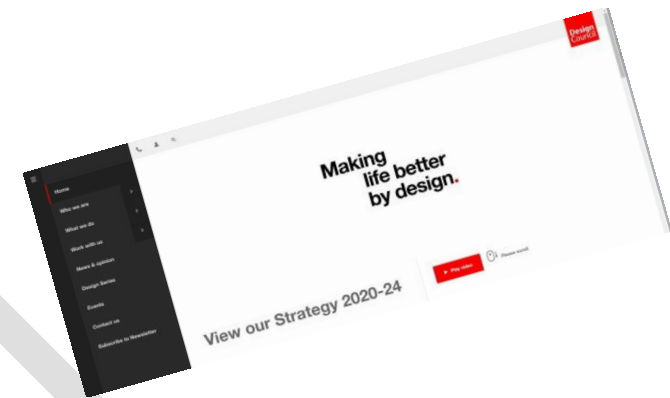 Design
Council
Home
Who we are
What we do
Work with us
News & opinion
Design Series
Events
Contact us
Subscribe to Newsletter
Making
life better
by design.
Play video
Please scroll
View our Strategy 2020-24